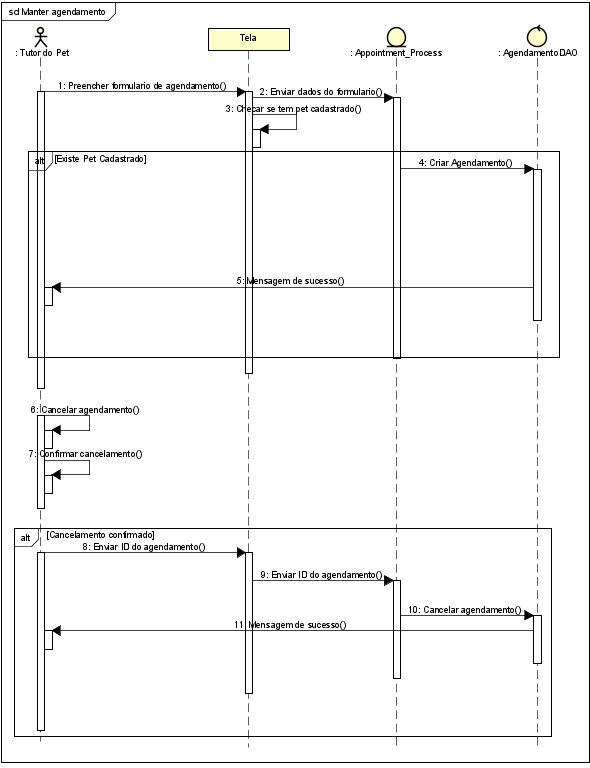 sd Manter agendamento
: Tutor do Pet
Tela
: Appointment_Process
: AgendamentoDAO
1: Preencher formulario de agendamento()
2: Enviar dados do formulario()
3: Checar se tem pet cadastrado()
alt
[Existe Pet Cadastrado]
4: Criar Agendamento()
5: Mensagem de sucesso()
6: Cancelar agendamento()
7: Confirmar cancelamento()
alt
[Cancelamento confirmado]
8: Enviar ID do agendamento()
9: Enviar ID do agendamento()
10: Cancelar agendamento()
11: Mensagem de sucesso()